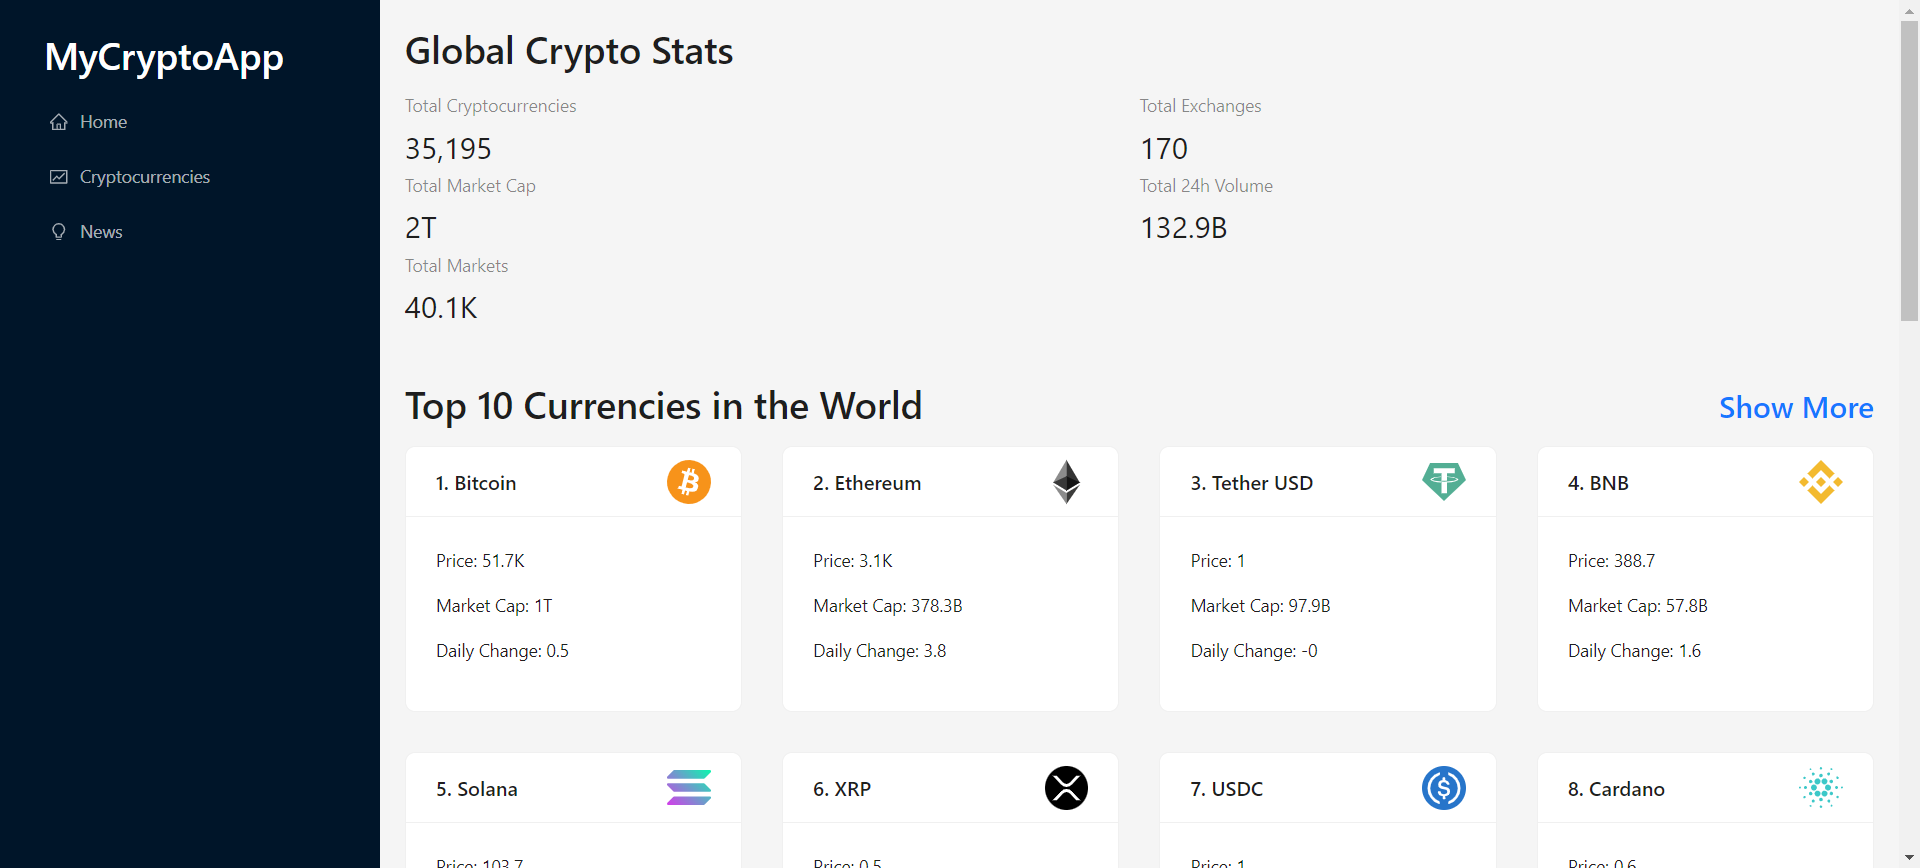 MyCryptoApp
Home
Cryptocurrencies
News
Global Crypto Stats
Total Cryptocurrencies
35,195
Total Exchanges
170
Total Market Cap
2T
Total 24h Volume
132.9B
Total Markets
40.1K
Top 10 Currencies in the World
Show More
1. Bitcoin
Price: 51.7K
Market Cap: 1T
Daily Change: 0.5
2. Ethereum
Price: 3.1K
Market Cap: 378.3B
Daily Change: 3.8
3. Tether USD
Price: 1
Market Cap: 97.9B
Daily Change: -0
4. BNB
Price: 388.7
Market Cap: 57.8B
Daily Change: 1.6
5. Solana
Price: 103.7
6. XRP
Price: 0.5
7. USDC
Price: 1
8. Cardano
Price: 0.6